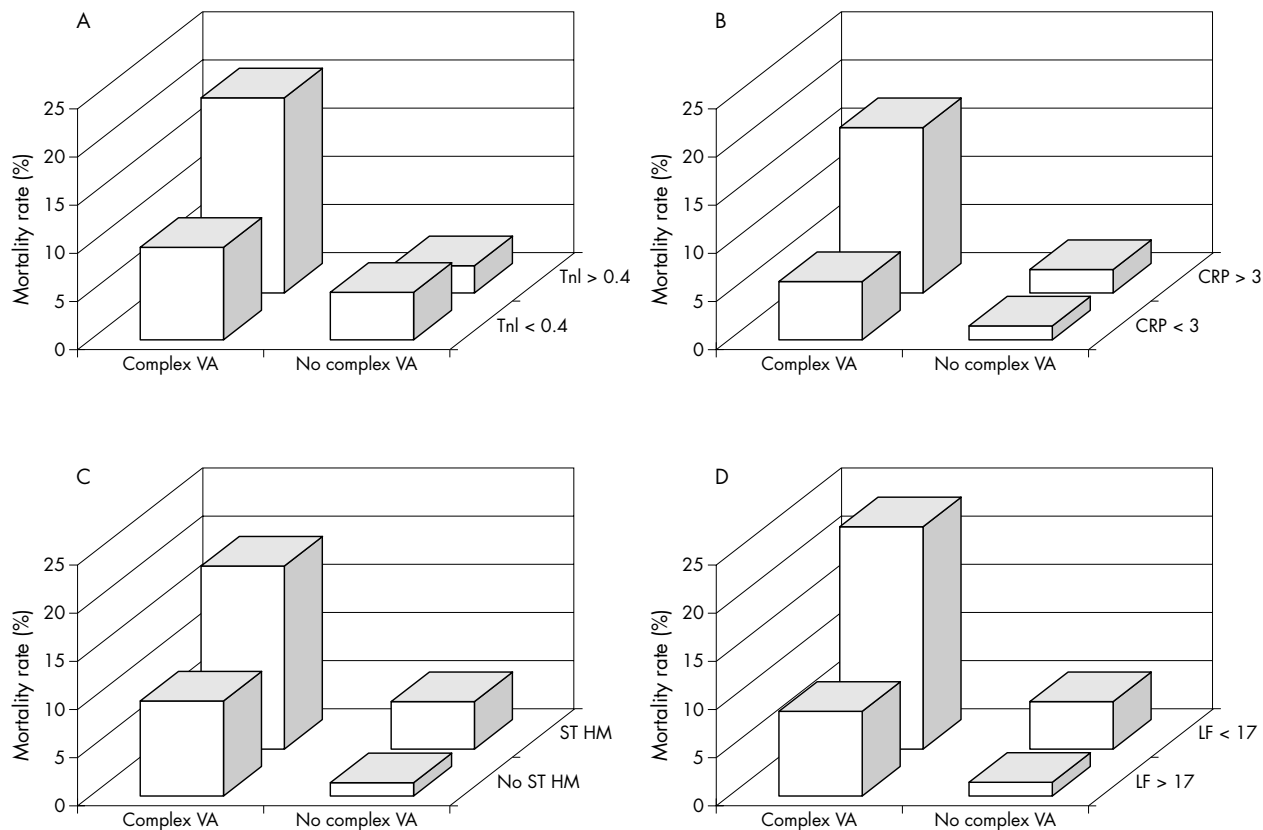 A
Mortality rate (%)
25
20
15
10
5
0
Complex VA
No complex VA
TnI > 0.4
TnI < 0.4
B
Mortality rate (%)
25
20
15
10
5
0
Complex VA
No complex VA
CRP > 3
CRP < 3
C
Mortality rate (%)
25
20
15
10
5
0
Complex VA
No complex VA
ST HM
No ST HM
D
Mortality rate (%)
25
20
15
10
5
0
Complex VA
No complex VA
LF < 17
LF > 17